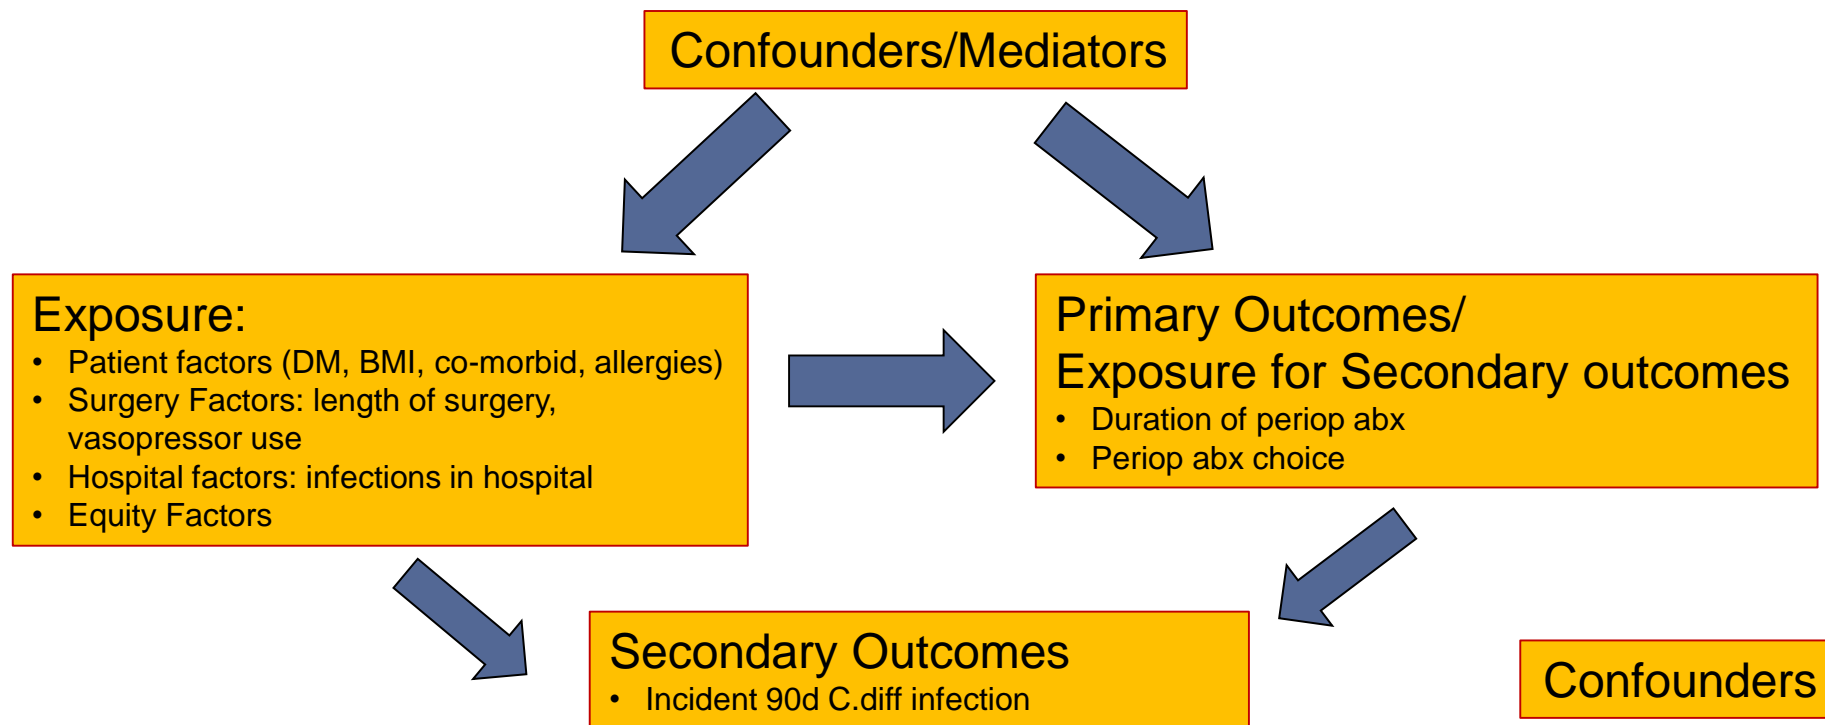 Confounders/Mediators
Exposure:
• Patient factors (DM, BMI, co-morbid, allergies)
• Surgery Factors: length of surgery,
vasopressor use
• Hospital factors: infections in hospital
• Equity Factors
Primary Outcomes/
Exposure for Secondary outcomes
• Duration of periop abx
• Periop abx choice
Secondary Outcomes
• Incident 90d C.diff infection
Confounders